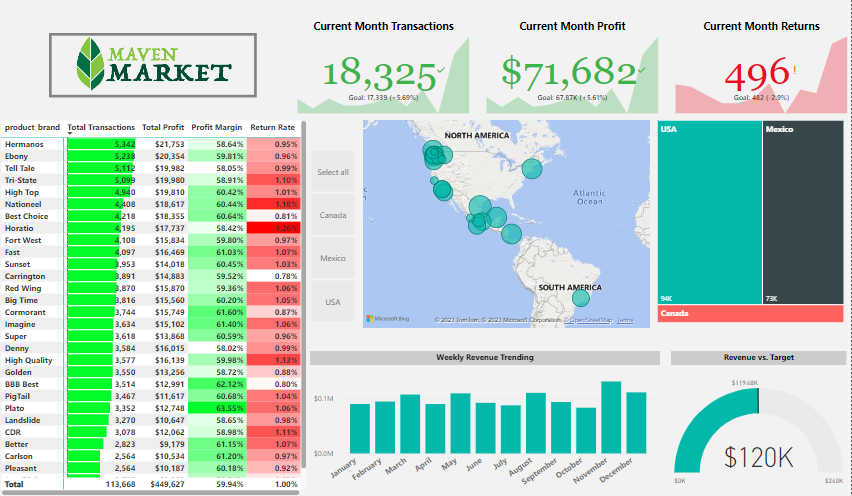 MAVEN
MARKET
Current Month Transactions
18,325
Goal: 17,339 (+5.69%)
Current Month Profit
$71,682
Goal: 67.87K (+5.61%)
Current Month Returns
496!
Goal: 482 (-2.9%)
product_brand Total Transactions Total Profit Profit Margin Return Rate
Hermanos 5,342 $21,753 58.64% 0.95%
Ebony 5,238 $20,354 59.81% 0.96%
Tell Tale 5,112 $19,982 58.05% 0.99%
Tri-State 5,099 $19,980 58.91% 1.10%
High Top 4,940 $19,810 60.42% 1.01%
Nationeel 4,408 $18,617 60.44% 1.18%
Best Choice 4,218 $18,355 60.64% 0.81%
Horatio 4,195 $17,737 58.42% 1.26%
Fort West 4,108 $15,834 59.80% 0.97%
Fast 4,097 $16,469 61.03% 1.07%
Sunset 3,953 $14,018 60.45% 1.03%
Carrington 3,891 $14,883 59.52% 0.78%
Red Wing 3,870 $15,870 59.36% 1.06%
Big Time 3,816 $15,560 60.20% 1.05%
Cormorant 3,744 $15,749 61.60% 0.87%
Imagine 3,634 $15,102 61.40% 1.06%
Super 3,618 $13,868 60.59% 0.96%
Denny 3,584 $16,015 58.02% 0.99%
High Quality 3,577 $16,139 59.98% 1.13%
Golden 3,550 $13,256 58.72% 0.88%
BBB Best 3,514 $12,991 62.12% 0.80%
PigTail 3,467 $11,617 60.68% 1.04%
Plato 3,352 $12,748 63.55% 1.06%
Landslide 3,270 $10,647 58.65% 0.98%
CDR 3,078 $12,062 58.98% 1.11%
Better 2,823 $9,179 61.15% 1.07%
Carlson 2,564 $10,534 61.20% 0.97%
Pleasant 2,564 $10,187 60.18% 0.92%
Total 113,668 $449,627 59.94% 1.00%
Select all
Canada
Mexico
USA
NORTH AMERICA
Atlantic
Ocean
SOUTH AMERICA
Microsoft Bing
© 2023 TomTom, © 2023 Microsoft Corporation, © OpenStreetMap Terms
USA
94K
Mexico
73K
Canada
Weekly Revenue Trending
$0.1M
$0.0M
January
February
March
April
May
June
July
August
September
October
November
December
Revenue vs. Target
$119.68K
$120K
$0K
$240K